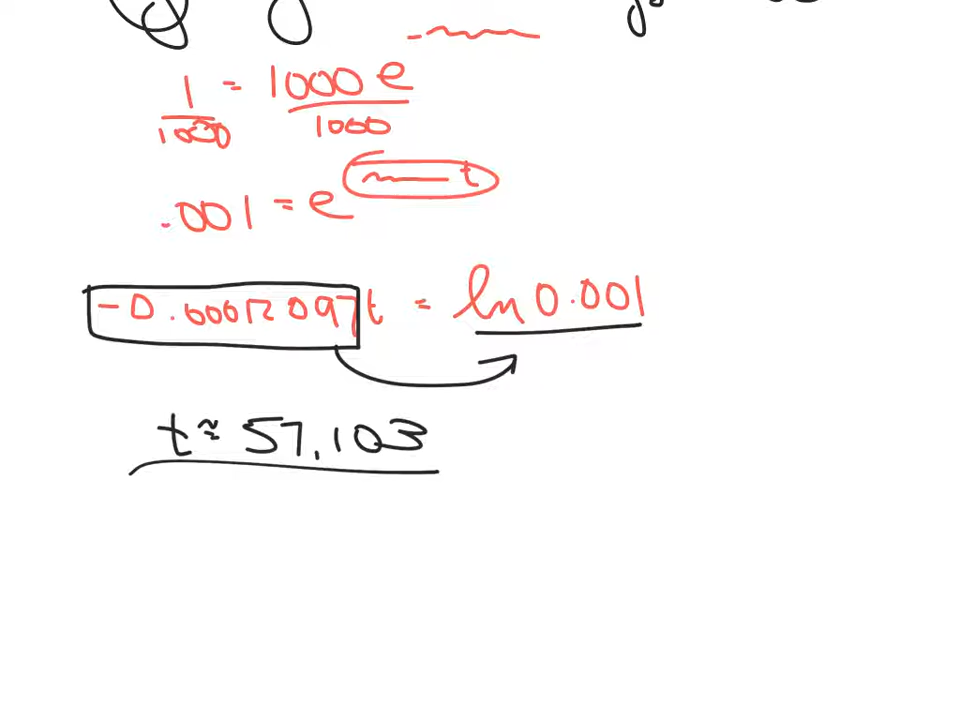 1/1000 = 1000 e/1000
.001 = e^(~t)
-0.00012097t = ln 0.001
t ≈ 57,103